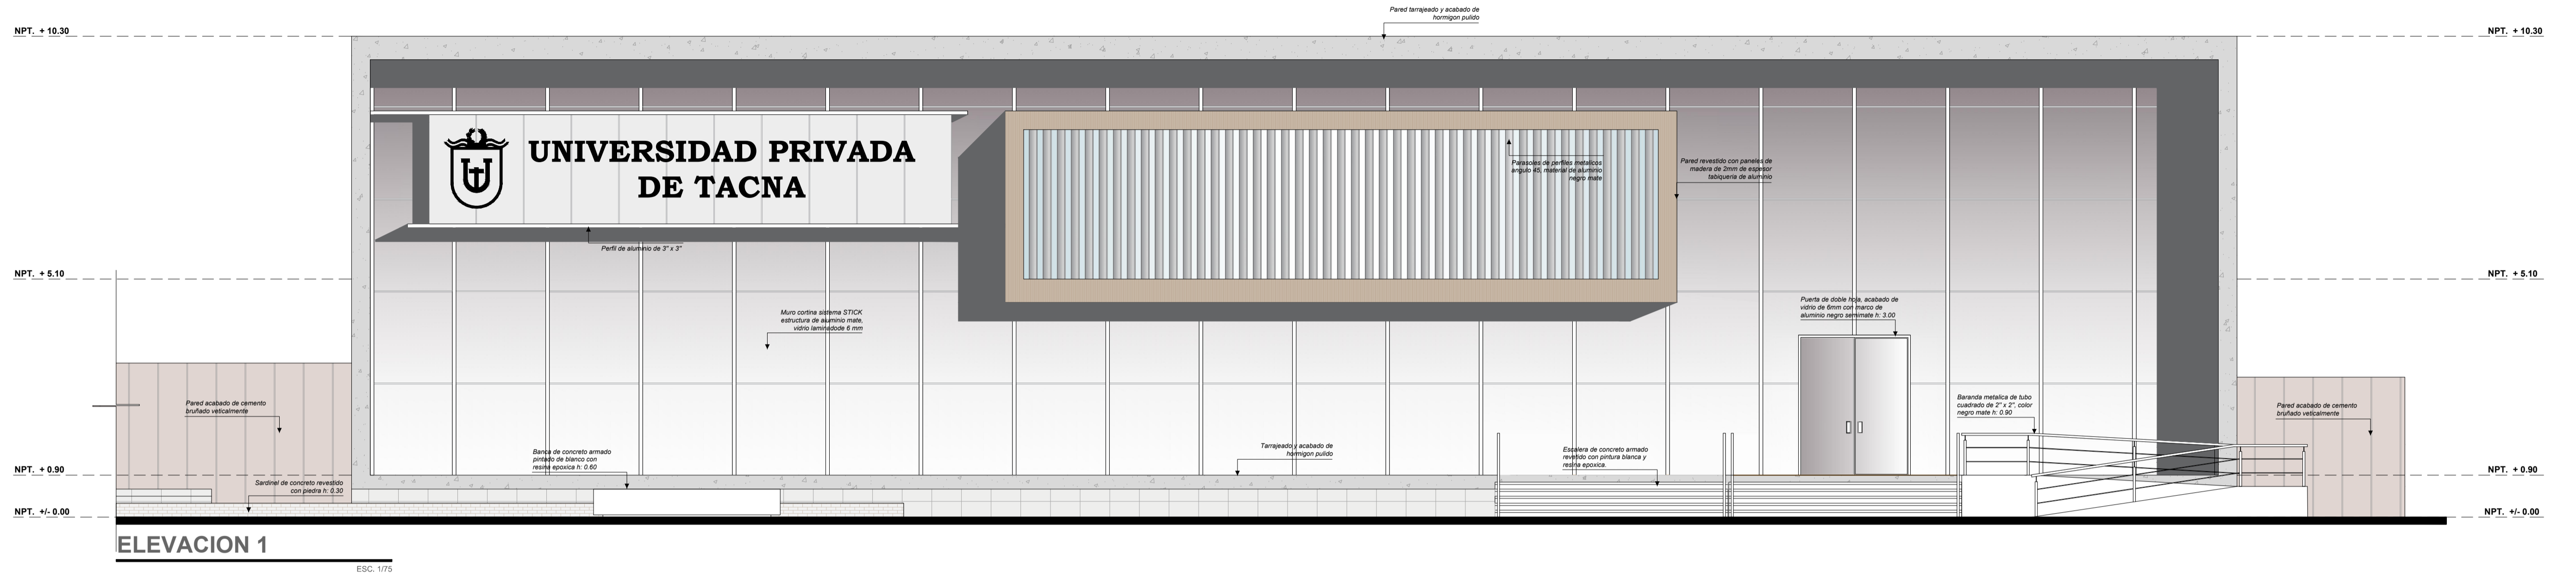 Pared tarrajeado y acabado de
hormigon pulido
NPT. + 10.30
NPT. + 10.30
UNIVERSIDAD PRIVADA
DE TACNA
Parasoles de perfiles metalicos
angulo 45, material de aluminio
negro mate
Pared revestido con paneles de
madera de 2mm de espesor
tabiqueria de aluminio
Perfil de aluminio de 3" x 3"
NPT. + 5.10
NPT. + 5.10
Muro cortina sistema STICK
estructura de aluminio mate,
vidrio laminadode 6 mm
Puerta de doble hoja, acabado de
vidrio de 6mm con marco de
aluminio negro semimate h: 3.00
Pared acabado de cemento
bruñado veticalmente
Baranda metalica de tubo
cuadrado de 2" x 2", color
negro mate h: 0.90
Pared acabado de cemento
bruñado veticalmente
Banca de concreto armado
pintado de blanco con
resina epoxica h: 0.60
Tarrajeado y acabado de
hormigon pulido
Escalera de concreto armado
revetido con pintura blanca y
resina epoxica.
NPT. + 0.90
NPT. + 0.90
Sardinel de concreto revestido
con piedra h: 0.30
NPT. +/- 0.00
NPT. +/- 0.00
ELEVACION 1
ESC. 1/75